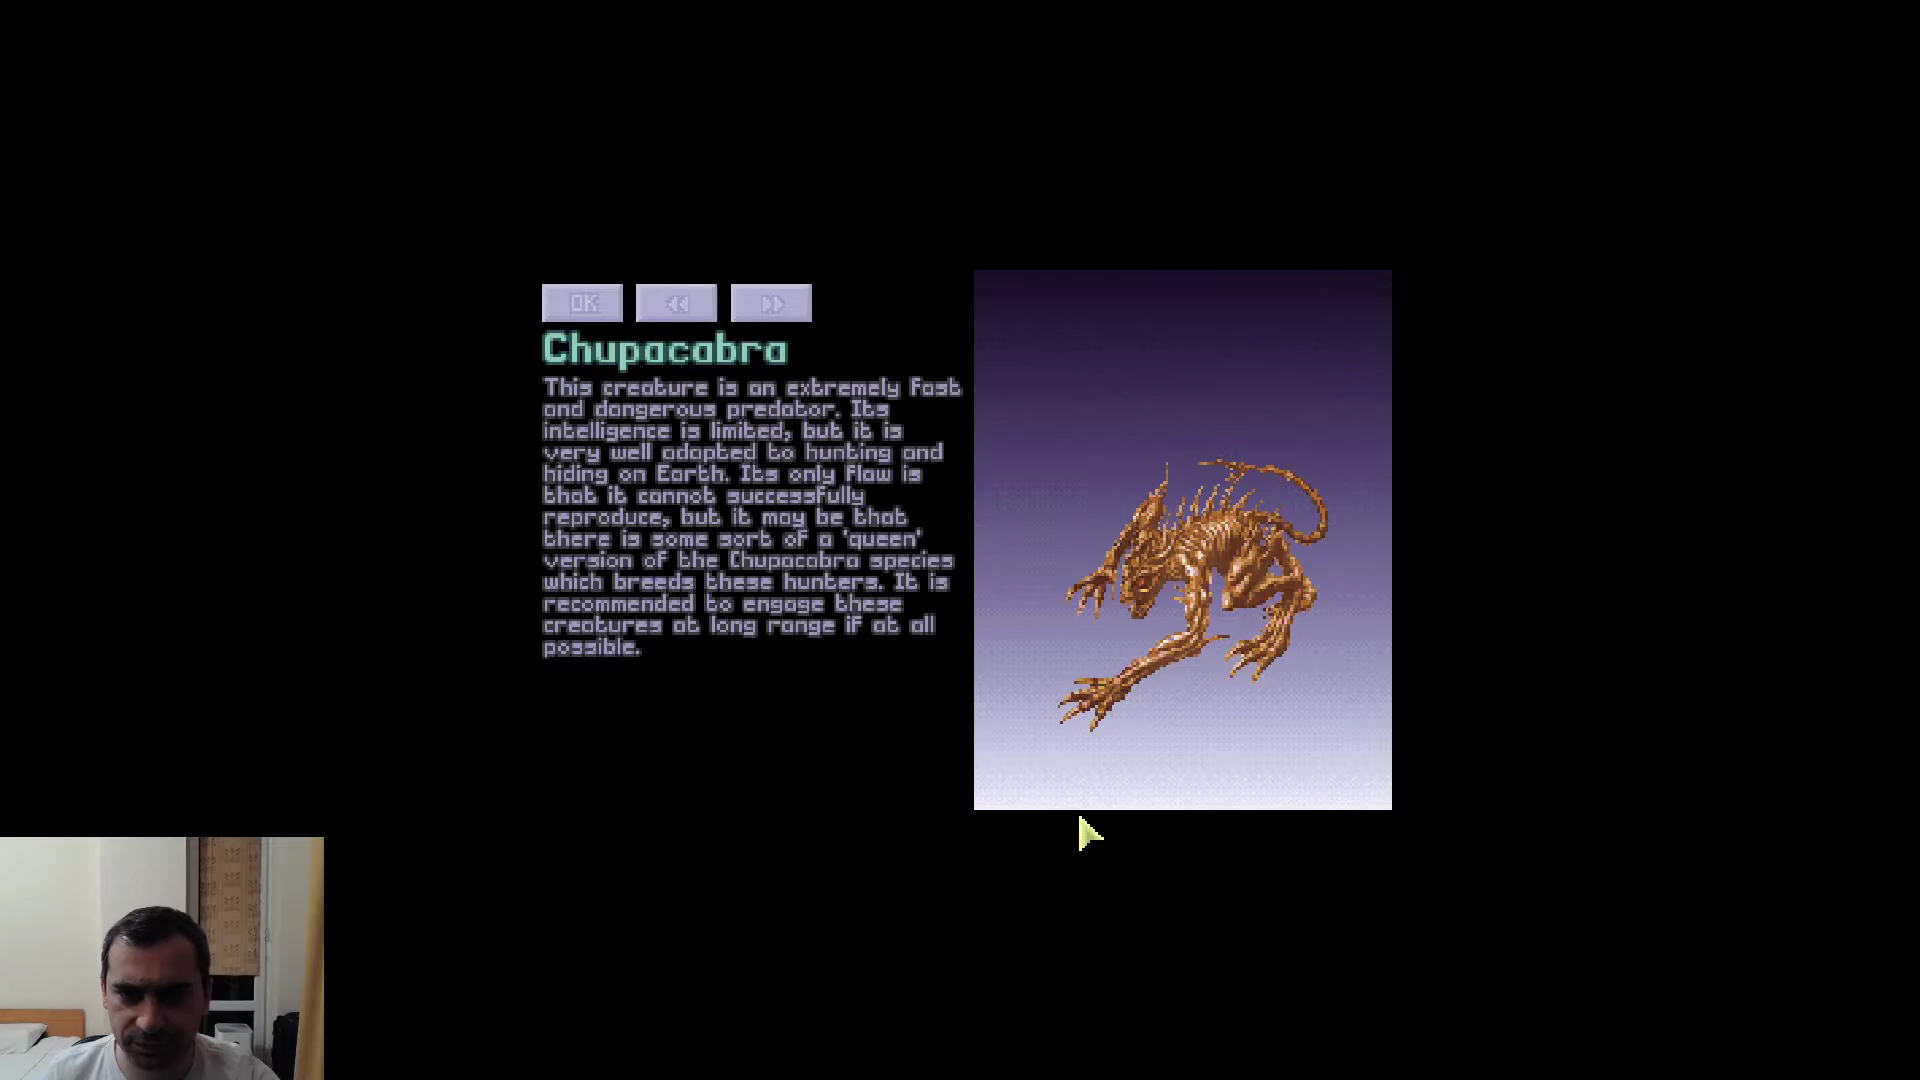 OK
Chupacabra
This creature is an extremely fast
and dangerous predator. Its
intelligence is limited, but it is
very well adapted to hunting and
hiding on Earth. Its only flaw is
that it cannot successfully
reproduce, but it may be that
there is some sort of a 'queen'
version of the Chupacabra species
which breeds these hunters. It is
recommended to engage these
creatures at long range if at all
possible.